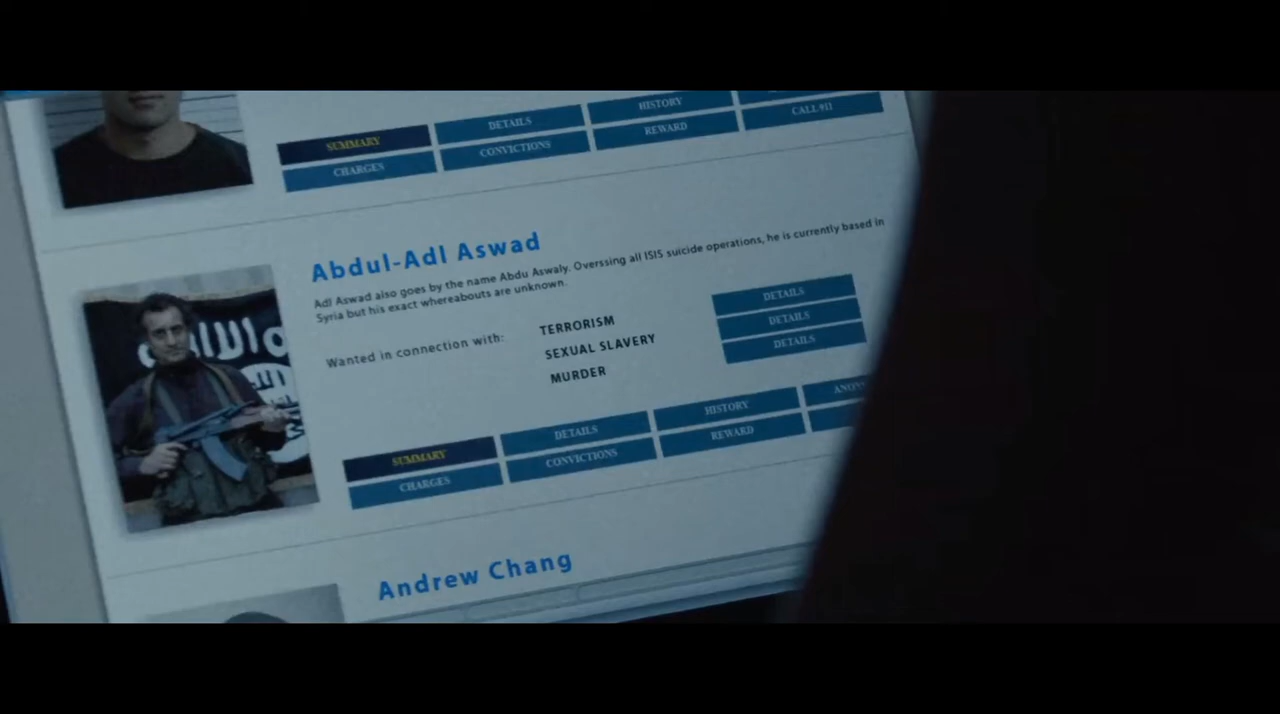 HISTORY
DETAILS
SUMMARY
CALL 911
REWARD
CONVICTIONS
CHARGES
Abdul-Adl Aswad
Adl Aswad also goes by the name Abdu Aswaly. Overssing all ISIS suicide operations, he is currently based in
Syria but his exact whereabouts are unknown.
Wanted in connection with:
TERRORISM
DETAILS
SEXUAL SLAVERY
DETAILS
MURDER
DETAILS
SUMMARY
DETAILS
HISTORY
CHARGES
CONVICTIONS
REWARD
Andrew Chang